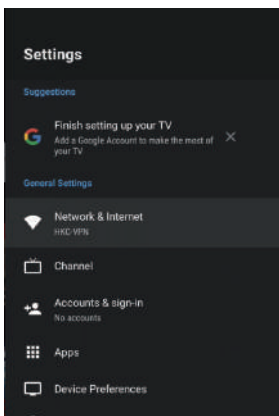 Settings
Suggestions
Finish setting up your TV
Add a Google Account to make the most of
your TV
General Settings
Network & Internet
HKC-VPN
Channel
Accounts & sign-in
No accounts
Apps
Device Preferences